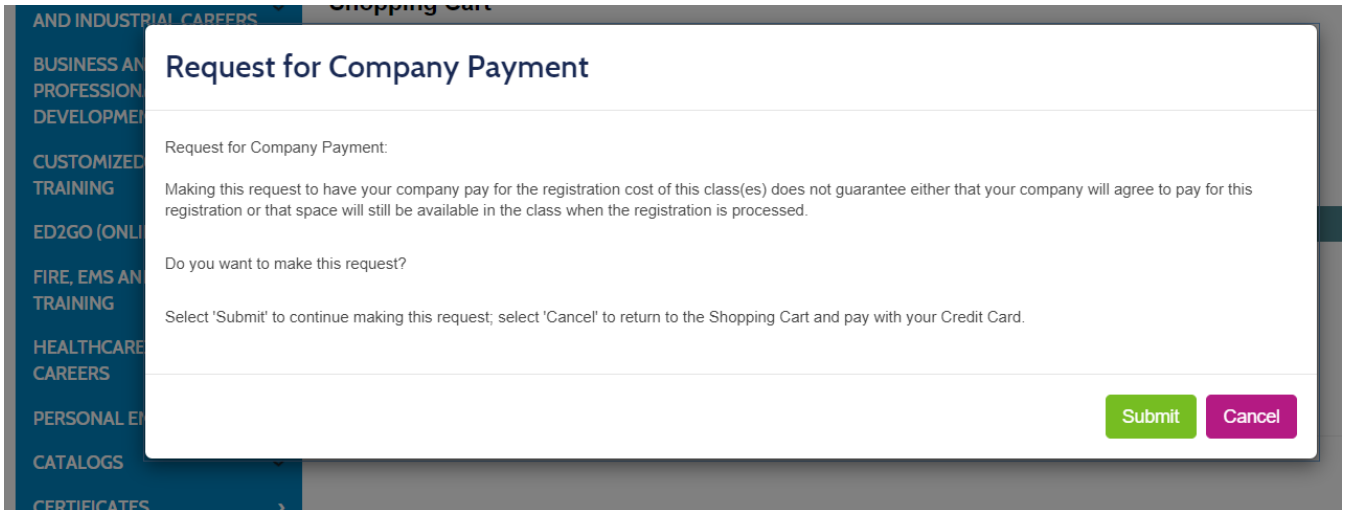 AND INDUSTRIAL CAREERS
Shopping Cart
BUSINESS AN
PROFESSION
DEVELOPMEN
CUSTOMIZED
TRAINING
ED2GO (ONLI
FIRE, EMS AN
TRAINING
HEALTHCARE
CAREERS
PERSONAL EN
CATALOGS
CERTIFICATES
Request for Company Payment
Request for Company Payment:
Making this request to have your company pay for the registration cost of this class(es) does not guarantee either that your company will agree to pay for this
registration or that space will still be available in the class when the registration is processed.
Do you want to make this request?
Select 'Submit' to continue making this request; select 'Cancel' to return to the Shopping Cart and pay with your Credit Card.
Submit
Cancel